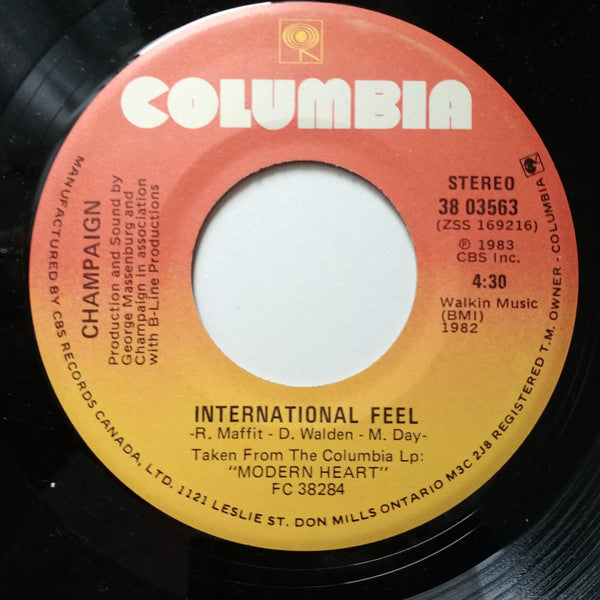 COLUMBIA
STEREO
38 03563
(ZSS 169216)
℗ 1983
CBS Inc.
4:30
Walkin Music
(BMI)
1982
CHAMPAIGN
Production and Sound by
George Massenburg and
Champaign in association
with B-Line Productions
INTERNATIONAL FEEL
-R. Maffit - D. Walden - M. Day-
Taken From The Columbia Lp:
"MODERN HEART"
FC 38284
MANUFACTURED BY CBS RECORDS CANADA, LTD. 1121 LESLIE ST. DON MILLS ONTARIO M3C 2J8 REGISTERED T.M. OWNER - COLUMBIA